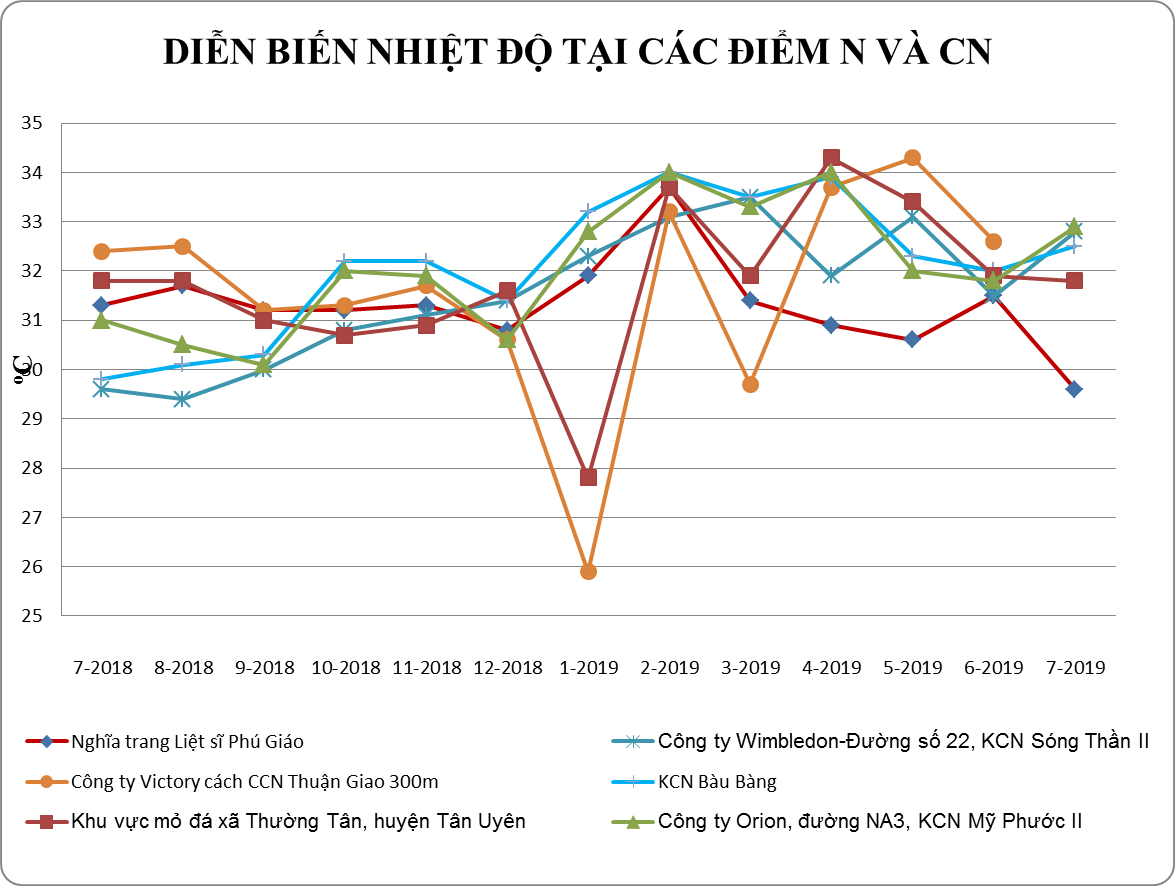 DIỄN BIẾN NHIỆT ĐỘ TẠI CÁC ĐIỂM N VÀ CN
35
34
33
32
31
30
29
28
27
26
25
ºC
7-2018 8-2018 9-2018 10-2018 11-2018 12-2018 1-2019 2-2019 3-2019 4-2019 5-2019 6-2019 7-2019
Nghĩa trang Liệt sĩ Phú Giáo
Công ty Wimbledon-Đường số 22, KCN Sóng Thần II
Công ty Victory cách CCN Thuận Giao 300m
KCN Bàu Bàng
Khu vực mỏ đá xã Thường Tân, huyện Tân Uyên
Công ty Orion, đường NA3, KCN Mỹ Phước II